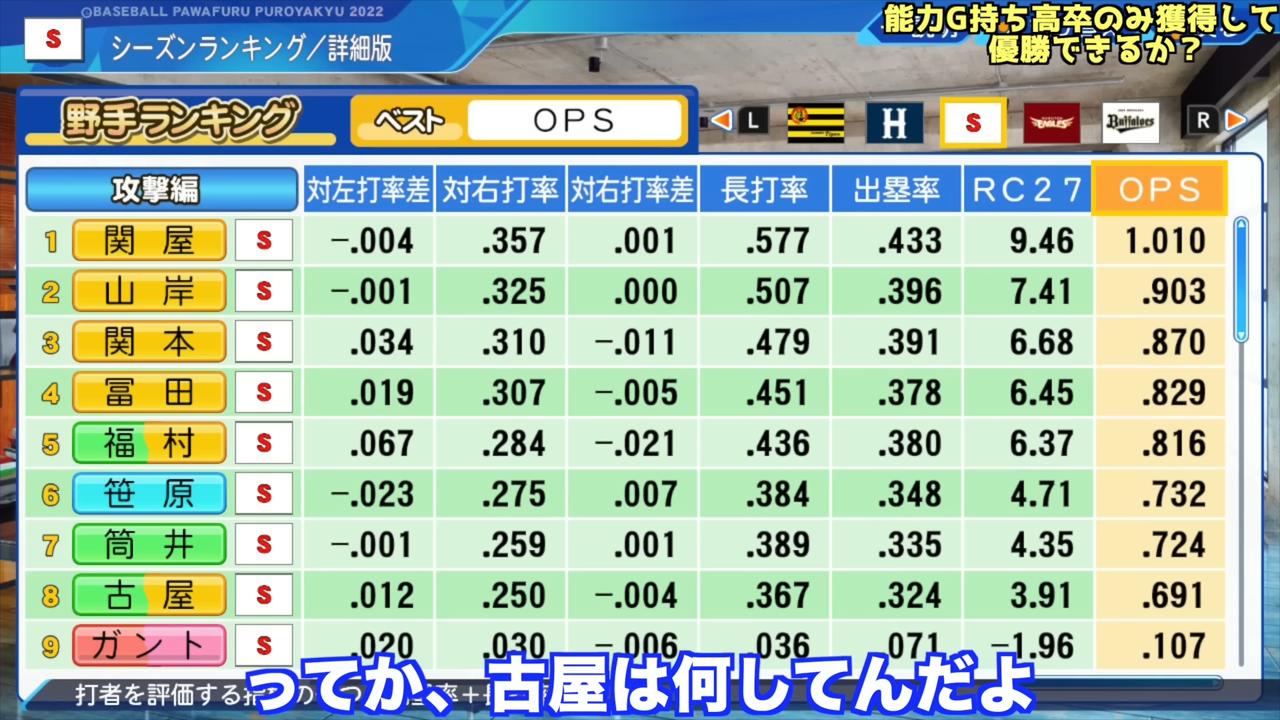 ©BASEBALL PAWAFURU PUROYAKYU 2022
S シーズンランキング／詳細版
能力G持ち高卒のみ獲得して
優勝できるか？
野手ランキング ベスト OPS L H S EAGLES Buffaloes R
攻撃編 対左打率差 対右打率 対右打率差 長打率 出塁率 RC27 OPS
1 関屋 S −.004 .357 .001 .577 .433 9.46 1.010
2 山岸 S −.001 .325 .000 .507 .396 7.41 .903
3 関本 S .034 .310 −.011 .479 .391 6.68 .870
4 冨田 S .019 .307 −.005 .451 .378 6.45 .829
5 福村 S .067 .284 −.021 .436 .380 6.37 .816
6 笹原 S −.023 .275 .007 .384 .348 4.71 .732
7 筒井 S −.001 .259 .001 .389 .335 4.35 .724
8 古屋 S .012 .250 −.004 .367 .324 3.91 .691
9 ガント S .020 .030 −.006 .036 .071 −1.96 .107
ってか、古屋は何してんだよ
打者を評価する指